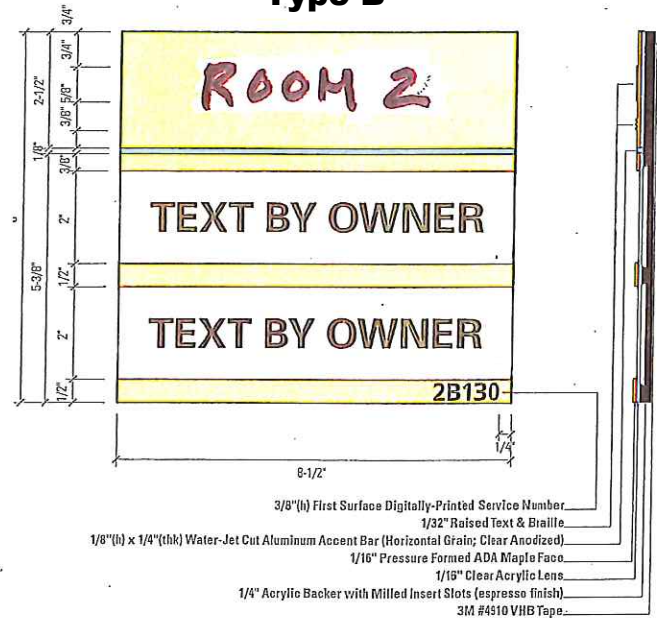 Type B
3/4"
3/4"
2-1/2"
5/8"
3/8"
1/8"
3/8"
2"
5-3/8"
1/2"
2"
1/2"
ROOM 2
TEXT BY OWNER
TEXT BY OWNER
2B130
1/4"
8-1/2"
3/8"(h) First Surface Digitally-Printed Service Number
1/32" Raised Text & Braille
1/8"(h) x 1/4"(thk) Water-Jet Cut Aluminum Accent Bar (Horizontal Grain; Clear Anodized)
1/16" Pressure Formed ADA Maple Face
1/16" Clear Acrylic Lens
1/4" Acrylic Backer with Milled Insert Slots (espresso finish)
3M #4910 VHB Tape